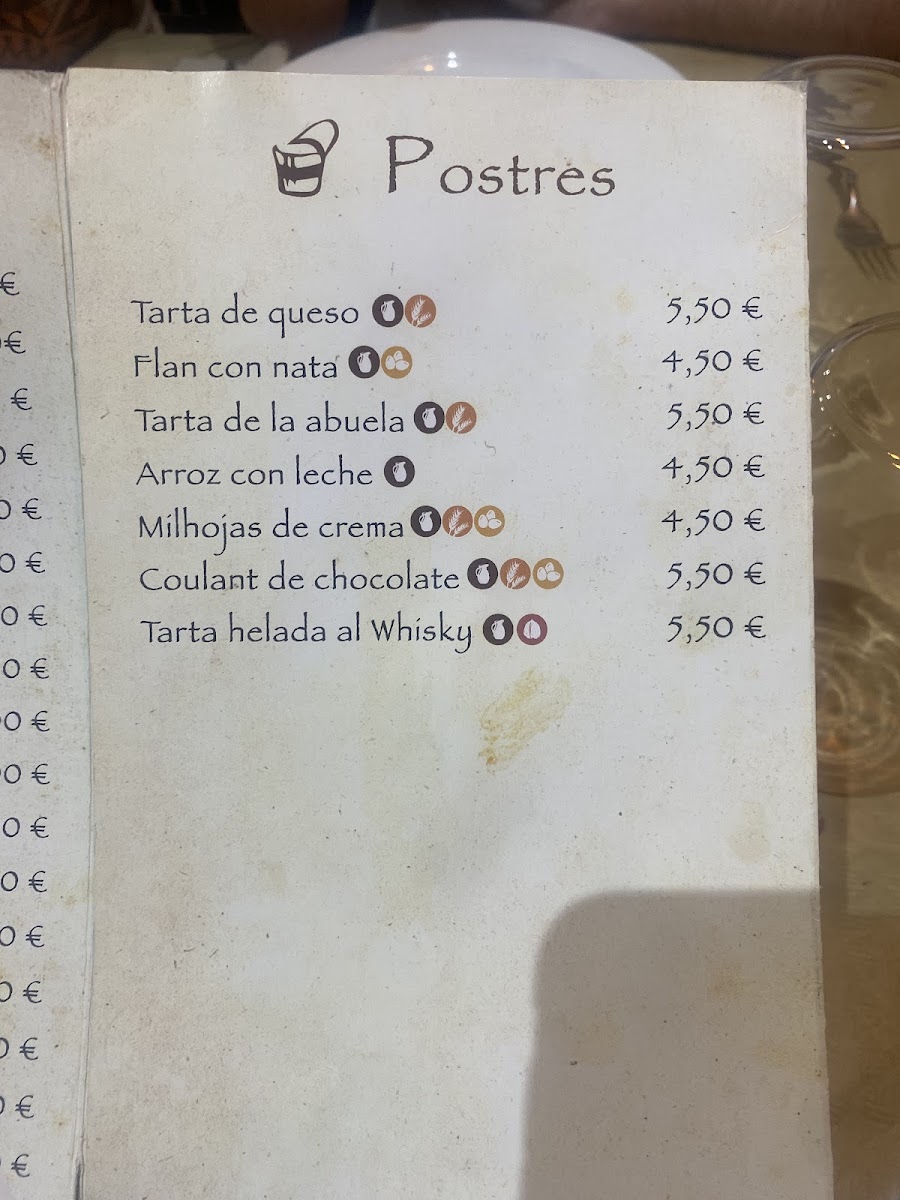 Postres
Tarta de queso 5,50 €
Flan con nata 4,50 €
Tarta de la abuela 5,50 €
Arroz con leche 4,50 €
Milhojas de crema 4,50 €
Coulant de chocolate 5,50 €
Tarta helada al Whisky 5,50 €